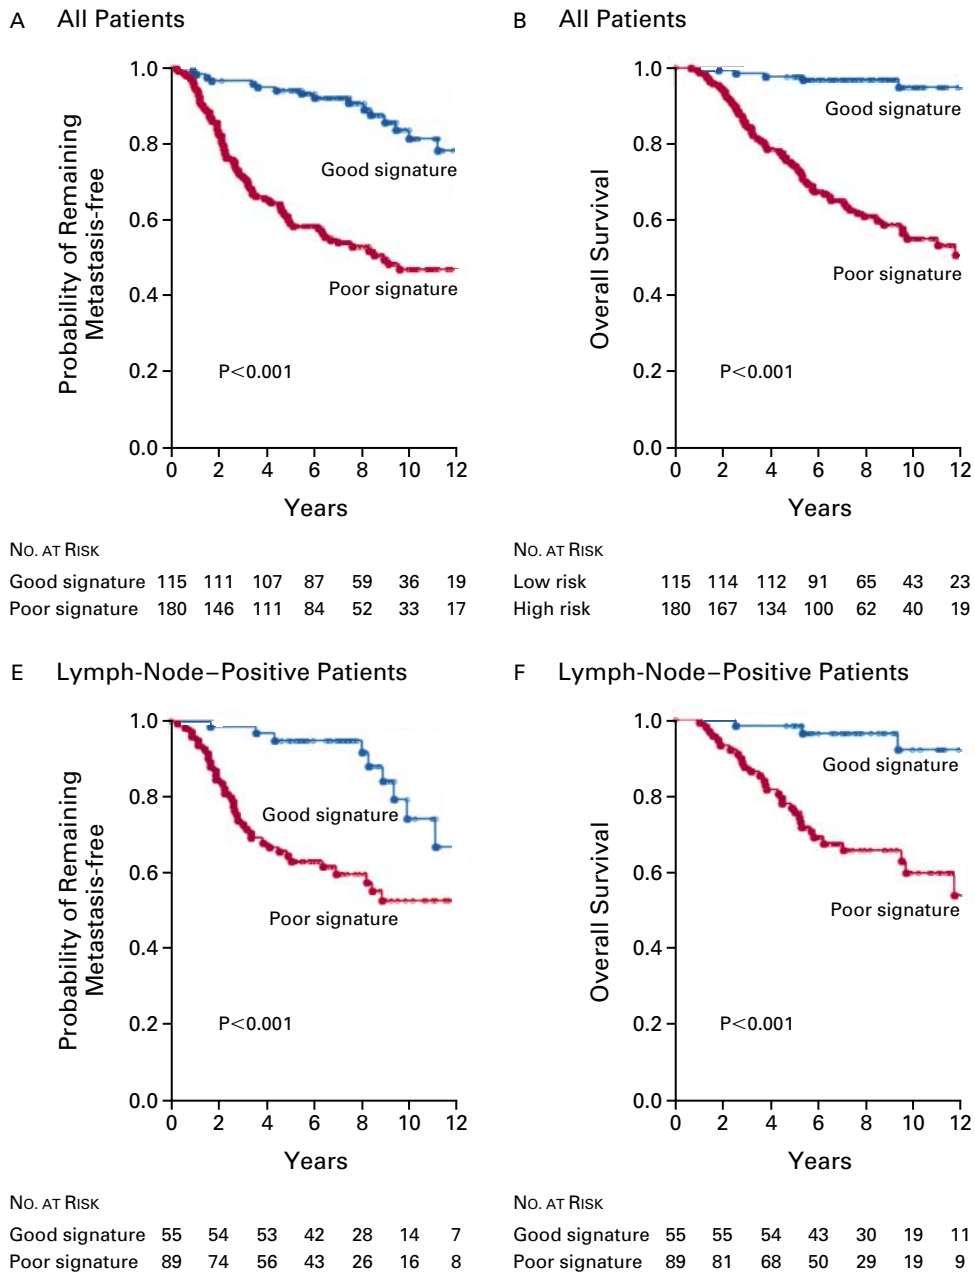 A All Patients
Probability of Remaining
Metastasis-free
1.0
0.8
0.6
0.4
0.2
0.0
Good signature
Poor signature
P<0.001
0 2 4 6 8 10 12
Years
NO. AT RISK
Good signature 115 111 107 87 59 36 19
Poor signature 180 146 111 84 52 33 17
B All Patients
Overall Survival
1.0
0.8
0.6
0.4
0.2
0.0
Good signature
Poor signature
P<0.001
0 2 4 6 8 10 12
Years
NO. AT RISK
Low risk 115 114 112 91 65 43 23
High risk 180 167 134 100 62 40 19
E Lymph-Node–Positive Patients
Probability of Remaining
Metastasis-free
1.0
0.8
0.6
0.4
0.2
0.0
Good signature
Poor signature
P<0.001
0 2 4 6 8 10 12
Years
NO. AT RISK
Good signature 55 54 53 42 28 14 7
Poor signature 89 74 56 43 26 16 8
F Lymph-Node–Positive Patients
Overall Survival
1.0
0.8
0.6
0.4
0.2
0.0
Good signature
Poor signature
P<0.001
0 2 4 6 8 10 12
Years
NO. AT RISK
Good signature 55 55 54 43 30 19 11
Poor signature 89 81 68 50 29 19 9